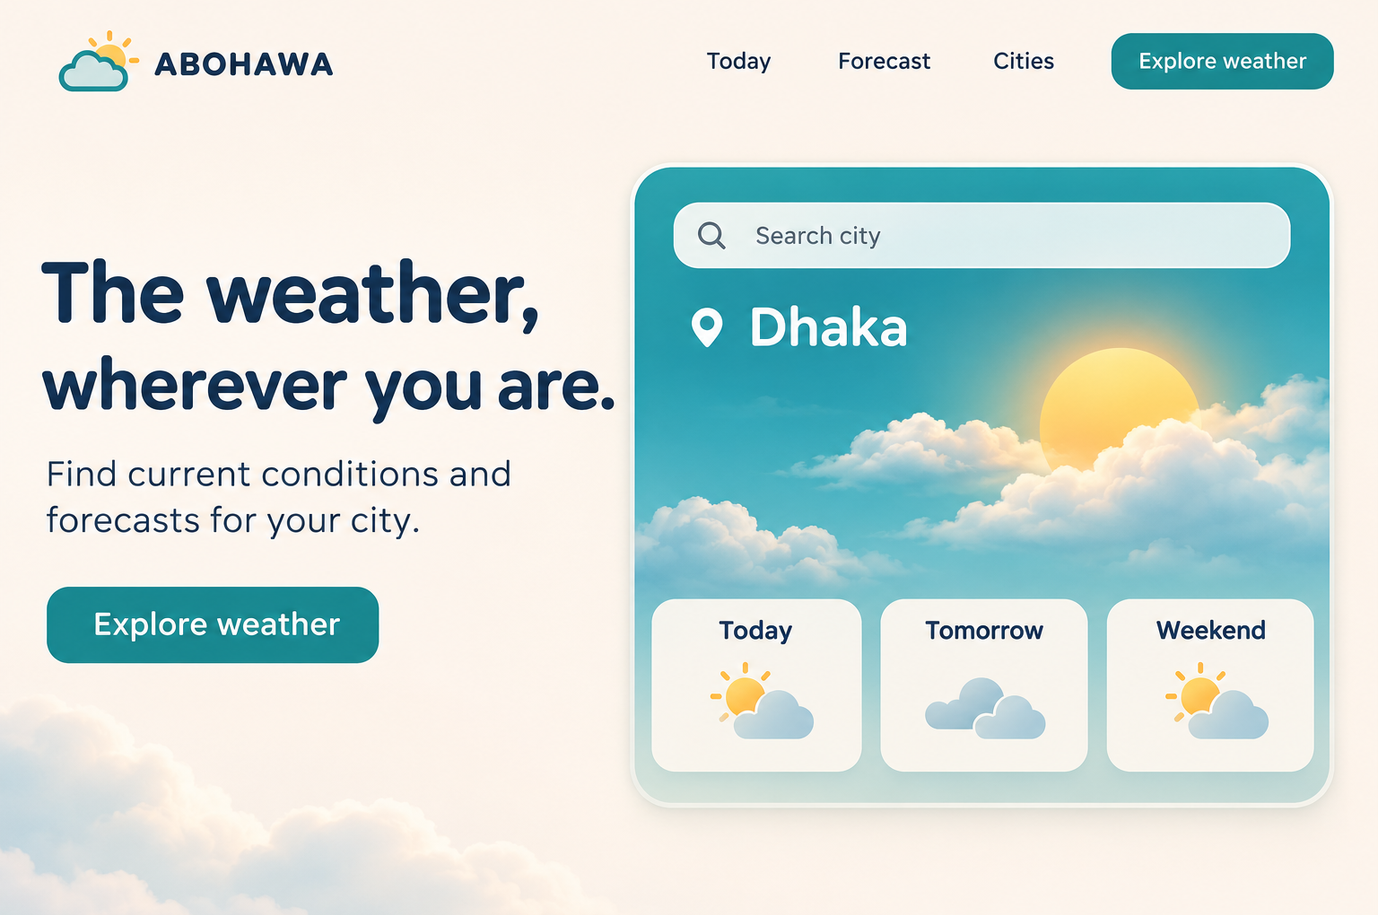 ABOHAWA
Today
Forecast
Cities
Explore weather
The weather,
wherever you are.
Find current conditions and
forecasts for your city.
Explore weather
Search city
Dhaka
Today
Tomorrow
Weekend